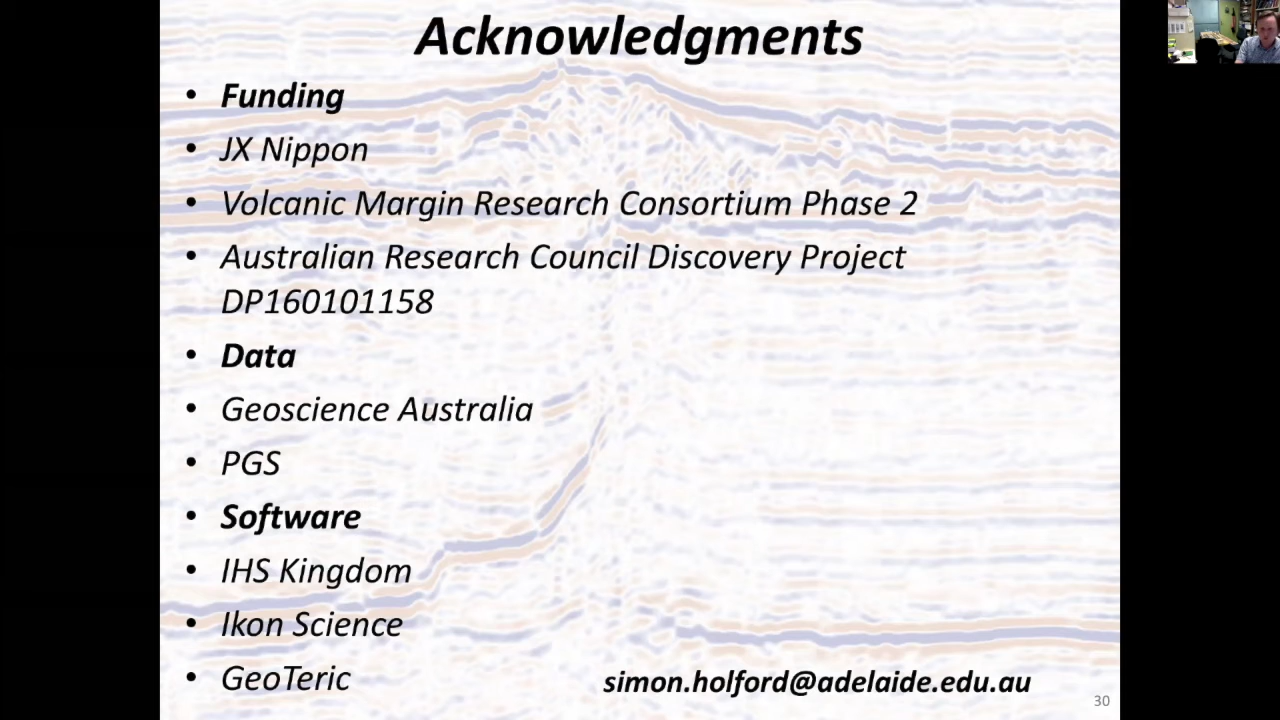 Acknowledgments
• Funding
• JX Nippon
• Volcanic Margin Research Consortium Phase 2
• Australian Research Council Discovery Project
DP160101158
• Data
• Geoscience Australia
• PGS
• Software
• IHS Kingdom
• Ikon Science
• GeoTeric
simon.holford@adelaide.edu.au
30